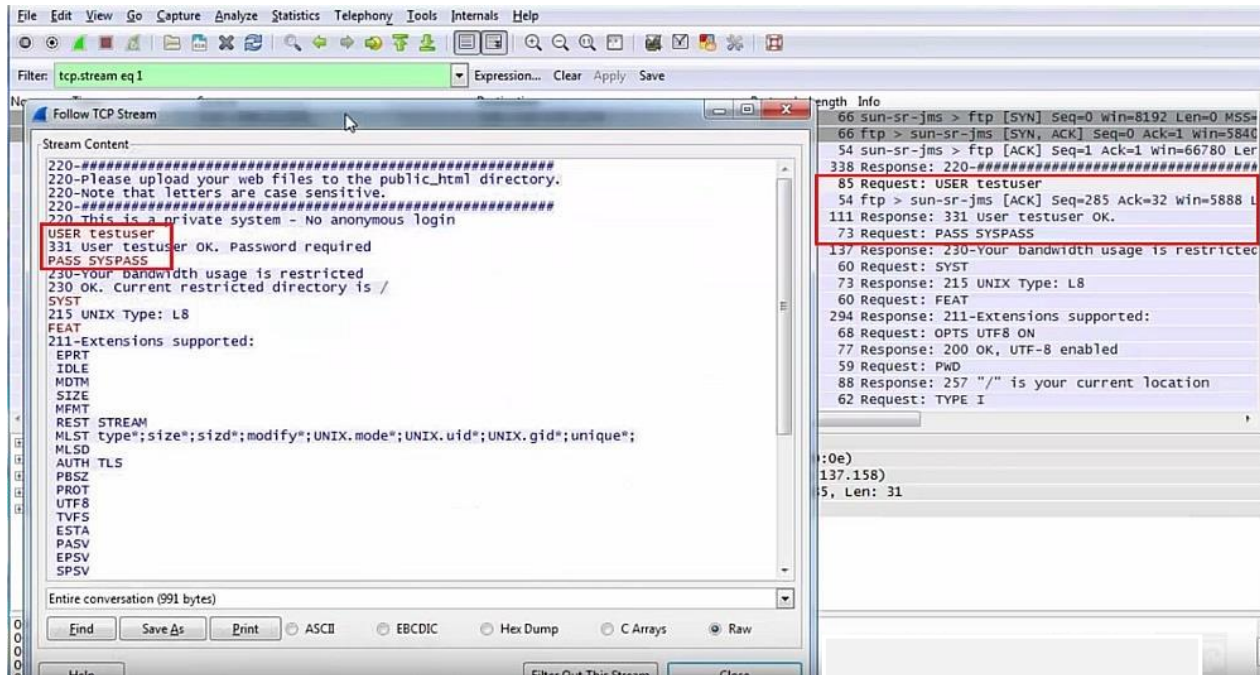 File Edit View Go Capture Analyze Statistics Telephony Tools Internals Help
Filter: tcp.stream eq 1 Expression... Clear Apply Save
Follow TCP Stream
ength Info
Stream Content
220-#########################################################
220-Please upload your web files to the public_html directory.
220-Note that letters are case sensitive.
220-#########################################################
220 This is a private system - No anonymous login
USER testuser
331 User testuser OK. Password required
PASS SYSPASS
230-Your bandwidth usage is restricted
230 OK. Current restricted directory is /
SYST
215 UNIX Type: L8
FEAT
211-Extensions supported:
EPRT
IDLE
MDTM
SIZE
MFMT
REST STREAM
MLST type*;size*;sizd*;modify*;UNIX.mode*;UNIX.uid*;UNIX.gid*;unique*;
MLSD
AUTH TLS
PBSZ
PROT
UTF8
TVFS
ESTA
PASV
EPSV
SPSV
Entire conversation (991 bytes)
Find Save As Print ASCII EBCDIC Hex Dump C Arrays Raw
Help Filter Out This Stream Close
66 sun-sr-jms > ftp [SYN] Seq=0 Win=8192 Len=0 MSS=
66 ftp > sun-sr-jms [SYN, ACK] Seq=0 Ack=1 Win=5840
54 sun-sr-jms > ftp [ACK] Seq=1 Ack=1 Win=66780 Len
338 Response: 220-##################################
85 Request: USER testuser
54 ftp > sun-sr-jms [ACK] Seq=285 Ack=32 Win=5888 L
111 Response: 331 User testuser OK.
73 Request: PASS SYSPASS
137 Response: 230-Your bandwidth usage is restricted
60 Request: SYST
73 Response: 215 UNIX Type: L8
60 Request: FEAT
294 Response: 211-Extensions supported:
68 Request: OPTS UTF8 ON
77 Response: 200 OK, UTF-8 enabled
59 Request: PWD
88 Response: 257 "/" is your current location
62 Request: TYPE I
:0e)
137.158)
35, Len: 31